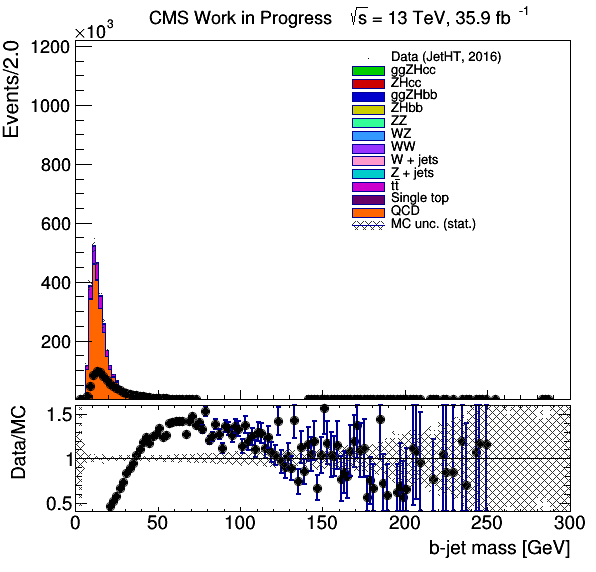 CMS Work in Progress √s = 13 TeV, 35.9 fb⁻¹
×10³
Events/2.0
1200
1000
800
600
400
200
Data (JetHT, 2016)
ggZHcc
ZHcc
ggZHbb
ZHbb
ZZ
WZ
WW
W + jets
Z + jets
tt̄
Single top
QCD
MC unc. (stat.)
Data/MC
1.5
1
0.5
0 50 100 150 200 250 300
b-jet mass [GeV]